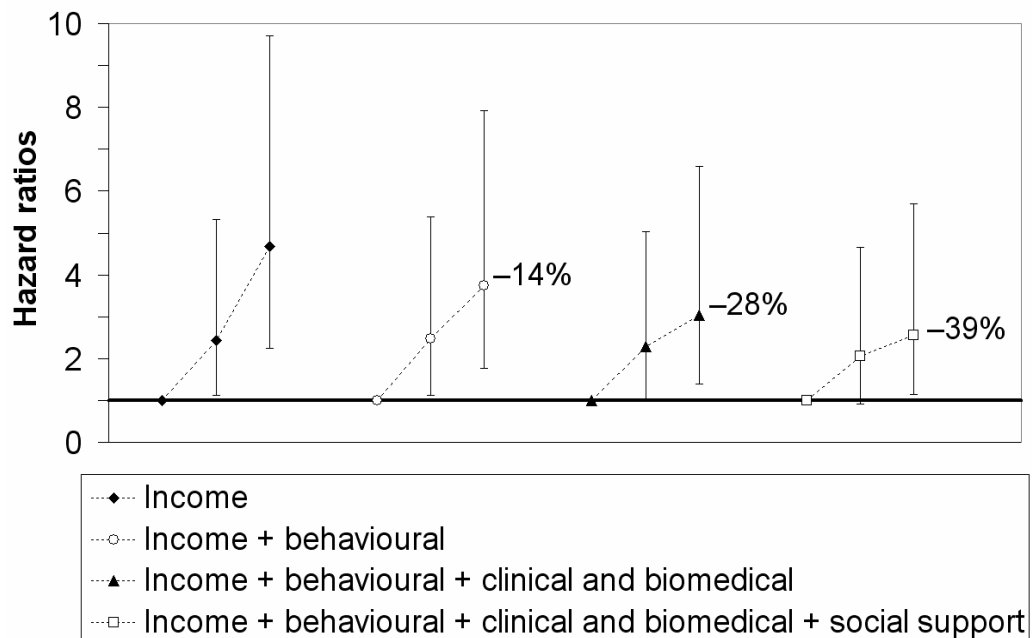 10
8
6
4
2
0
Hazard ratios
–14%
–28%
–39%
Income
Income + behavioural
Income + behavioural + clinical and biomedical
Income + behavioural + clinical and biomedical + social support